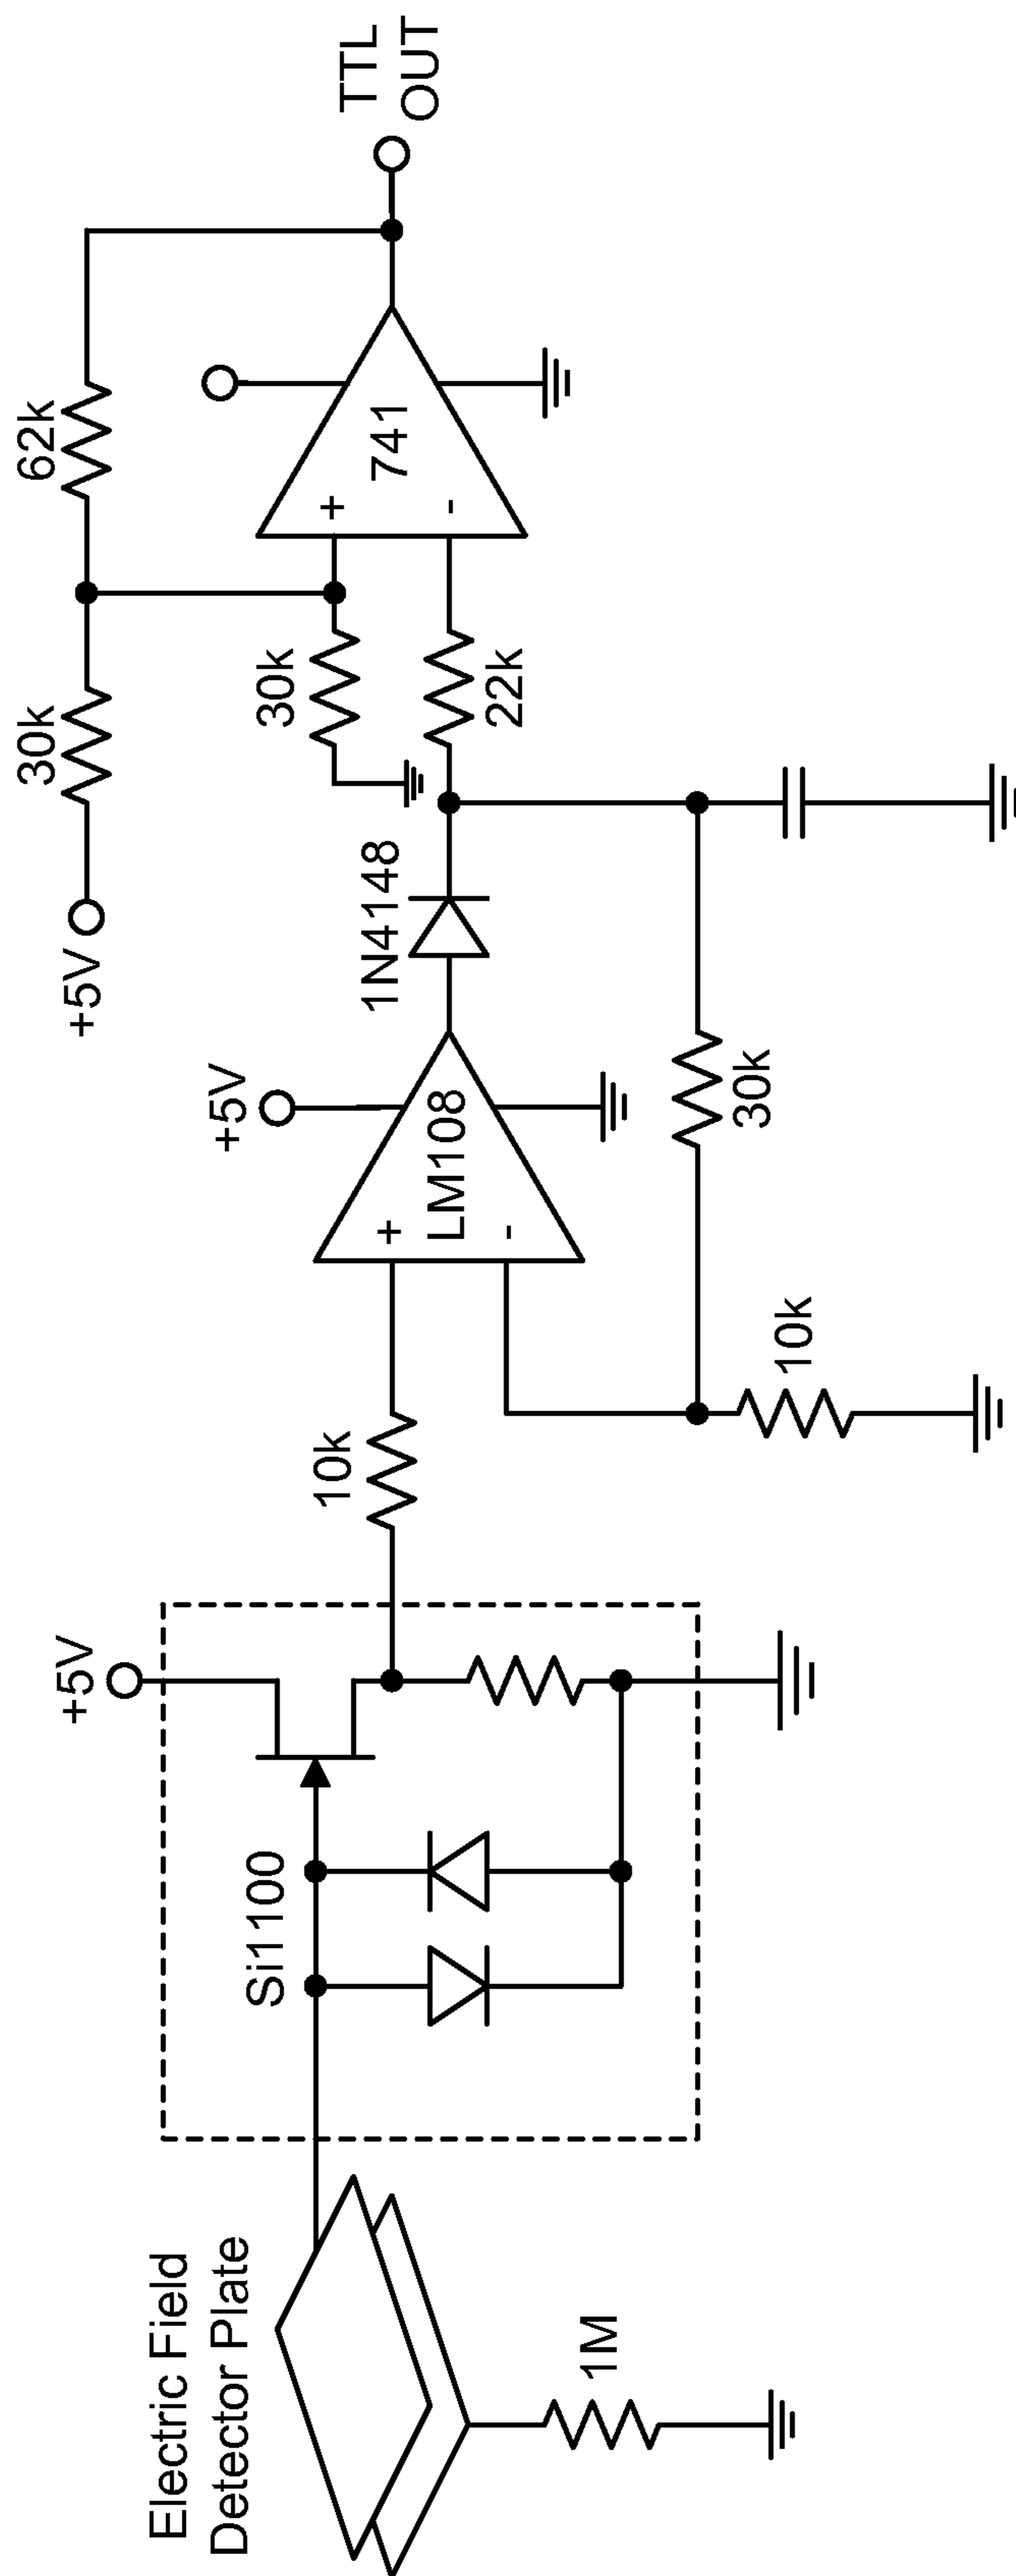 Electric Field
Detector Plate
1M
Si1100
+5V
10k
+
-
LM108
+5V
10k
30k
1N4148
+5V
30k
30k
22k
62k
+
-
741
TTL
OUT